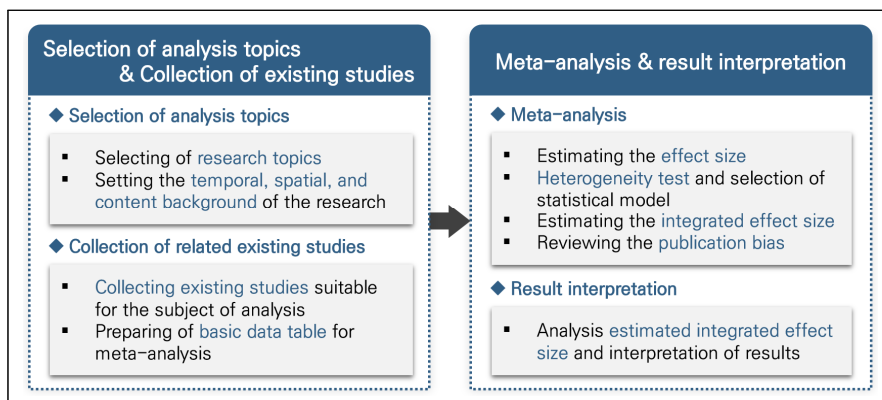 Selection of analysis topics
& Collection of existing studies
◆ Selection of analysis topics
▪ Selecting of research topics
▪ Setting the temporal, spatial, and
content background of the research
◆ Collection of related existing studies
▪ Collecting existing studies suitable
for the subject of analysis
▪ Preparing of basic data table for
meta-analysis
Meta-analysis & result interpretation
◆ Meta-analysis
▪ Estimating the effect size
▪ Heterogeneity test and selection of
statistical model
▪ Estimating the integrated effect size
▪ Reviewing the publication bias
◆ Result interpretation
▪ Analysis estimated integrated effect
size and interpretation of results